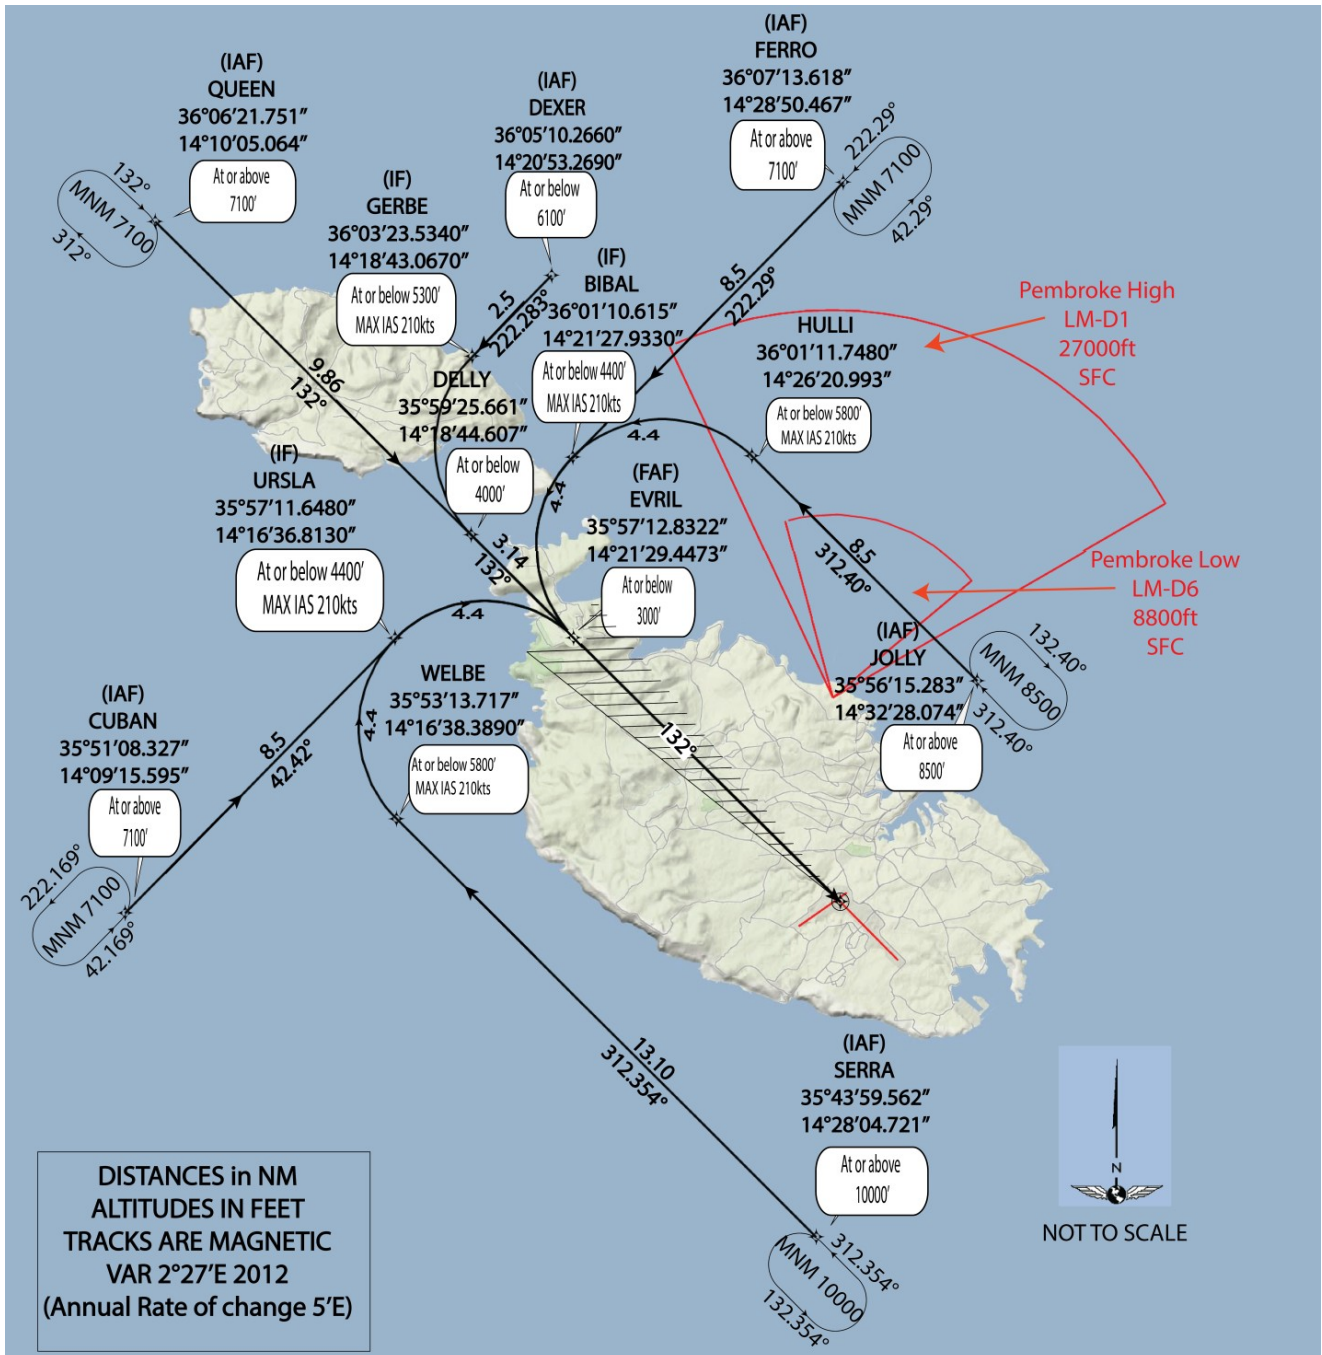 (IAF)
QUEEN
36°06'21.751"
14°10'05.064"
At or above
7100'
132°
MNM 7100
312°
(IAF)
DEXER
36°05'10.2660"
14°20'53.2690"
At or below
6100'
(IAF)
FERRO
36°07'13.618"
14°28'50.467"
At or above
7100'
222.29°
MNM 7100
42.29°
(IF)
GERBE
36°03'23.5340"
14°18'43.0670"
At or below 5300'
MAX IAS 210kts
2.5
222.283°
(IF)
BIBAL
36°01'10.615"
14°21'27.9330"
At or below 4400'
MAX IAS 210kts
8.5
222.29°
Pembroke High
LM-D1
27000ft
SFC
HULLI
36°01'11.7480"
14°26'20.993"
At or below 5800'
MAX IAS 210kts
9.86
132°
DELLY
35°59'25.661"
14°18'44.607"
At or below
4000'
4.4
4.4
(IF)
URSLA
35°57'11.6480"
14°16'36.8130"
At or below 4400'
MAX IAS 210kts
(FAF)
EVRIL
35°57'12.8322"
14°21'29.4473"
At or below
3000'
3.14
132°
8.5
312.40°
Pembroke Low
LM-D6
8800ft
SFC
4.4
(IAF)
JOLLY
35°56'15.283"
14°32'28.074"
At or above
8500'
132.40°
MNM 8500
312.40°
WELBE
35°53'13.717"
14°16'38.3890"
At or below 5800'
MAX IAS 210kts
4.4
132°
(IAF)
CUBAN
35°51'08.327"
14°09'15.595"
At or above
7100'
8.5
42.42°
222.169°
MNM 7100
42.169°
13.10
312.354°
(IAF)
SERRA
35°43'59.562"
14°28'04.721"
At or above
10000'
312.354°
MNM 10000
132.354°
N
NOT TO SCALE
DISTANCES in NM
ALTITUDES IN FEET
TRACKS ARE MAGNETIC
VAR 2°27'E 2012
(Annual Rate of change 5'E)